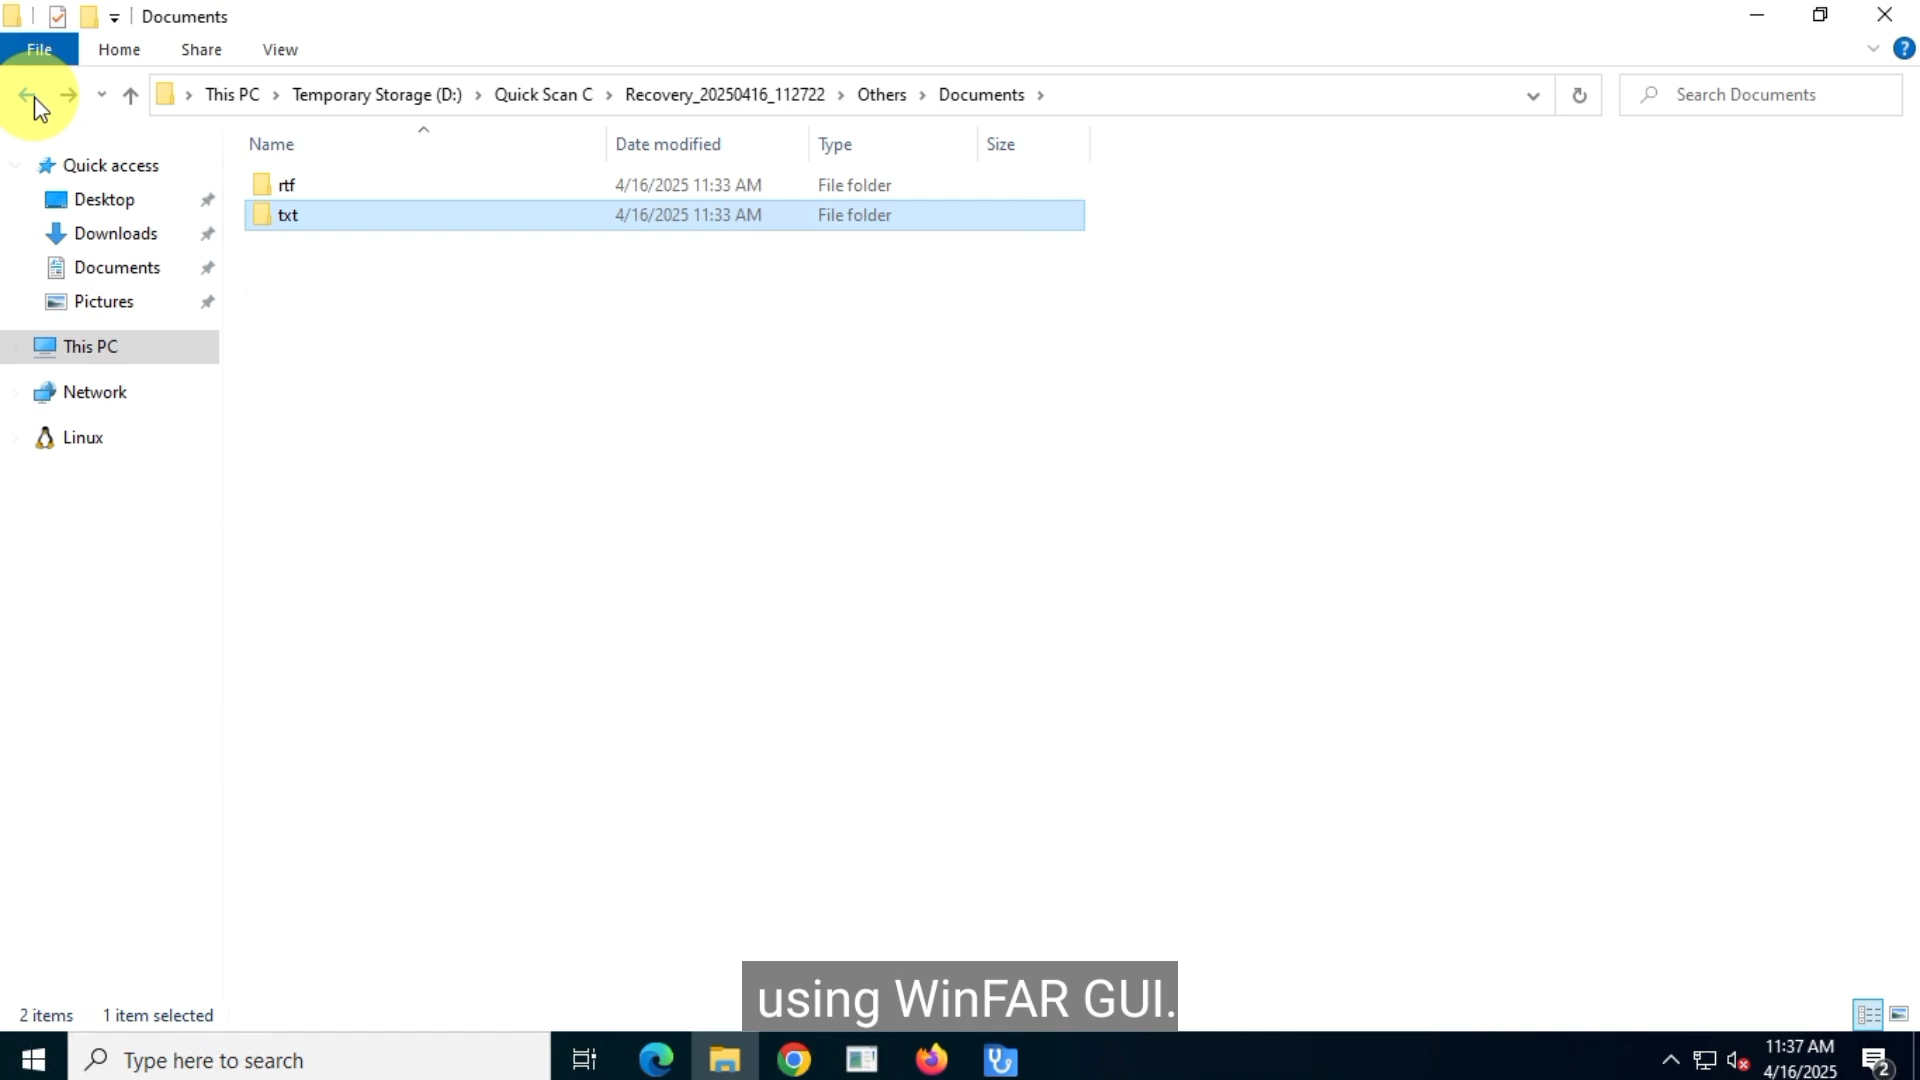 Documents
File Home Share View
This PC Temporary Storage (D:) Quick Scan C Recovery_20250416_112722 Others Documents Search Documents
Name Date modified Type Size
Quick access
Desktop
Downloads
Documents
Pictures
This PC
Network
Linux
rtf 4/16/2025 11:33 AM File folder
txt 4/16/2025 11:33 AM File folder
using WinFAR GUI.
2 items 1 item selected
Type here to search
11:37 AM
4/16/2025
2